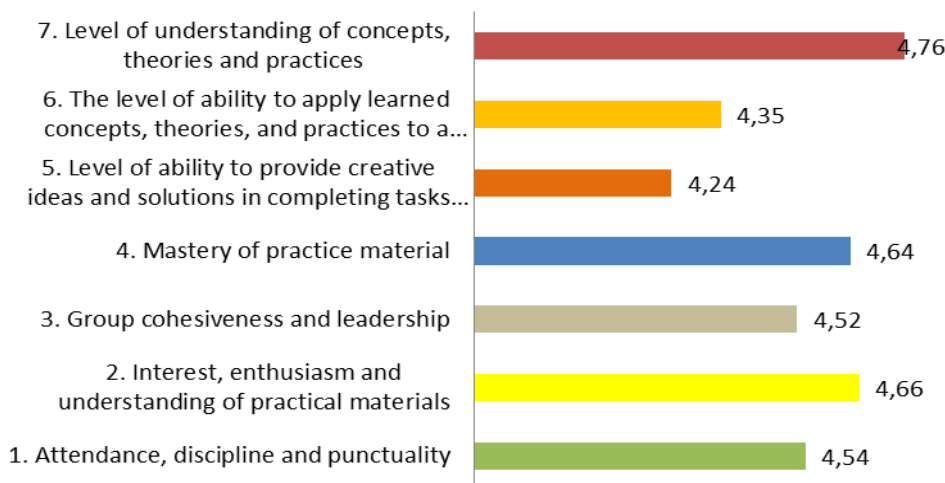 7. Level of understanding of concepts,
theories and practices
4,76
6. The level of ability to apply learned
concepts, theories, and practices to a...
4,35
5. Level of ability to provide creative
ideas and solutions in completing tasks...
4,24
4. Mastery of practice material
4,64
3. Group cohesiveness and leadership
4,52
2. Interest, enthusiasm and
understanding of practical materials
4,66
1. Attendance, discipline and punctuality
4,54